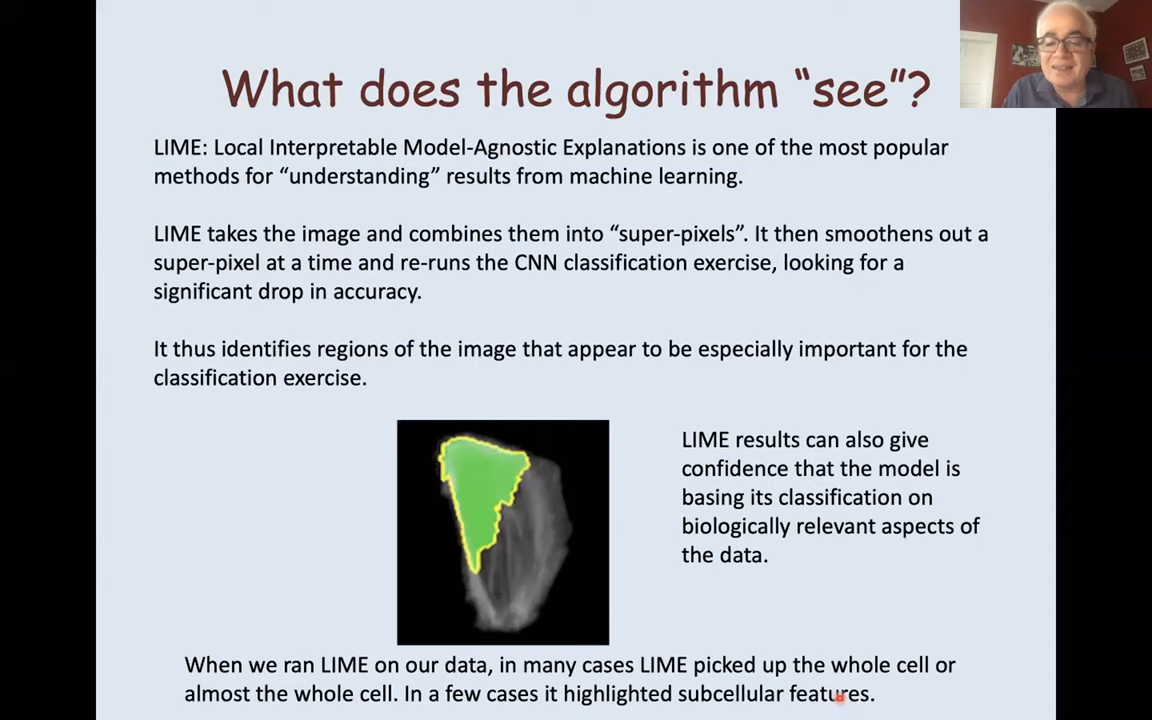 What does the algorithm “see”?
LIME: Local Interpretable Model-Agnostic Explanations is one of the most popular
methods for “understanding” results from machine learning.
LIME takes the image and combines them into “super-pixels”. It then smoothens out a
super-pixel at a time and re-runs the CNN classification exercise, looking for a
significant drop in accuracy.
It thus identifies regions of the image that appear to be especially important for the
classification exercise.
LIME results can also give
confidence that the model is
basing its classification on
biologically relevant aspects of
the data.
When we ran LIME on our data, in many cases LIME picked up the whole cell or
almost the whole cell. In a few cases it highlighted subcellular features.